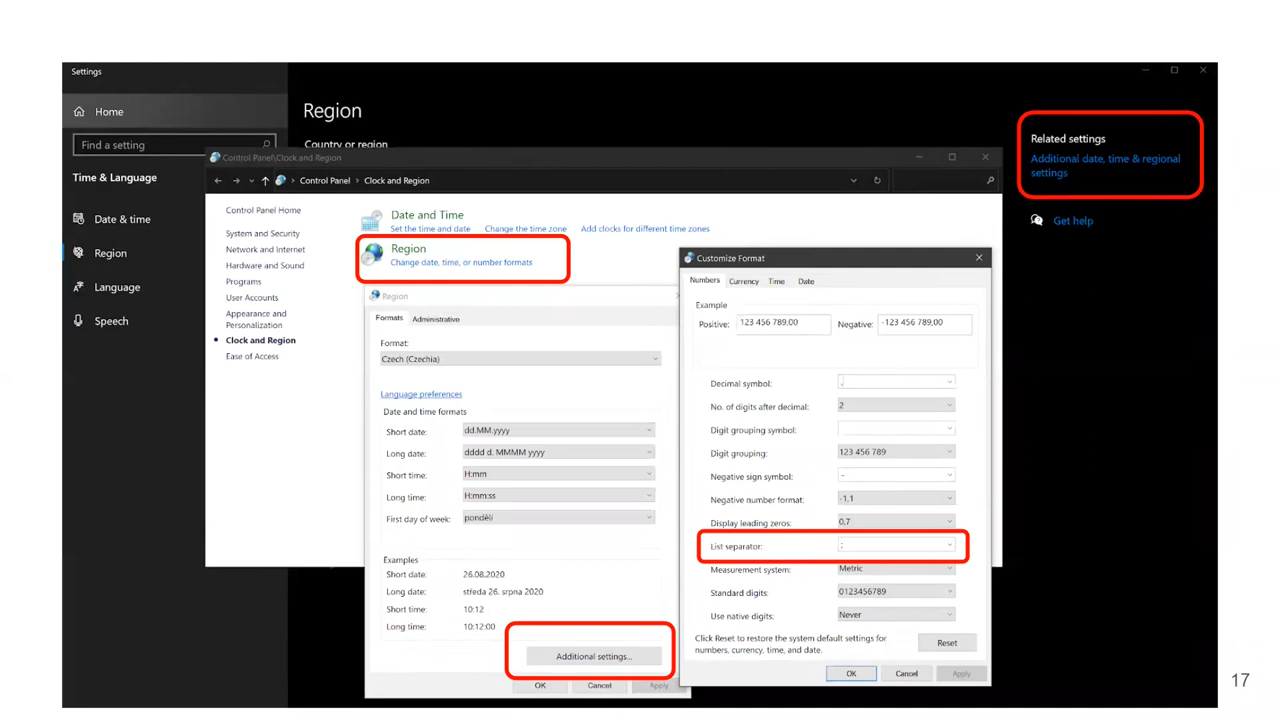 Settings
Home
Find a setting
Time & Language
Date & time
Region
Language
Speech
Region
Country or region
Related settings
Additional date, time & regional
settings
Get help
Control Panel\Clock and Region
Control Panel > Clock and Region
Control Panel Home
System and Security
Network and Internet
Hardware and Sound
Programs
User Accounts
Appearance and
Personalization
Clock and Region
Ease of Access
Date and Time
Set the time and date Change the time zone Add clocks for different time zones
Region
Change date, time, or number formats
Region
Formats Administrative
Format:
Czech (Czechia)
Language preferences
Date and time formats
Short date: dd.MM.yyyy
Long date: dddd d. MMMM yyyy
Short time: H:mm
Long time: H:mm:ss
First day of week: pondělí
Examples
Short date: 26.08.2020
Long date: středa 26. srpna 2020
Short time: 10:12
Long time: 10:12:00
Additional settings...
OK Cancel Apply
Customize Format
Numbers Currency Time Date
Example
Positive: 123 456 789,00 Negative: -123 456 789,00
Decimal symbol: ,
No. of digits after decimal: 2
Digit grouping symbol:
Digit grouping: 123 456 789
Negative sign symbol: -
Negative number format: -1,1
Display leading zeros: 0,7
List separator: ;
Measurement system: Metric
Standard digits: 0123456789
Use native digits: Never
Click Reset to restore the system default settings for
numbers, currency, time, and date.
Reset
OK Cancel Apply
17